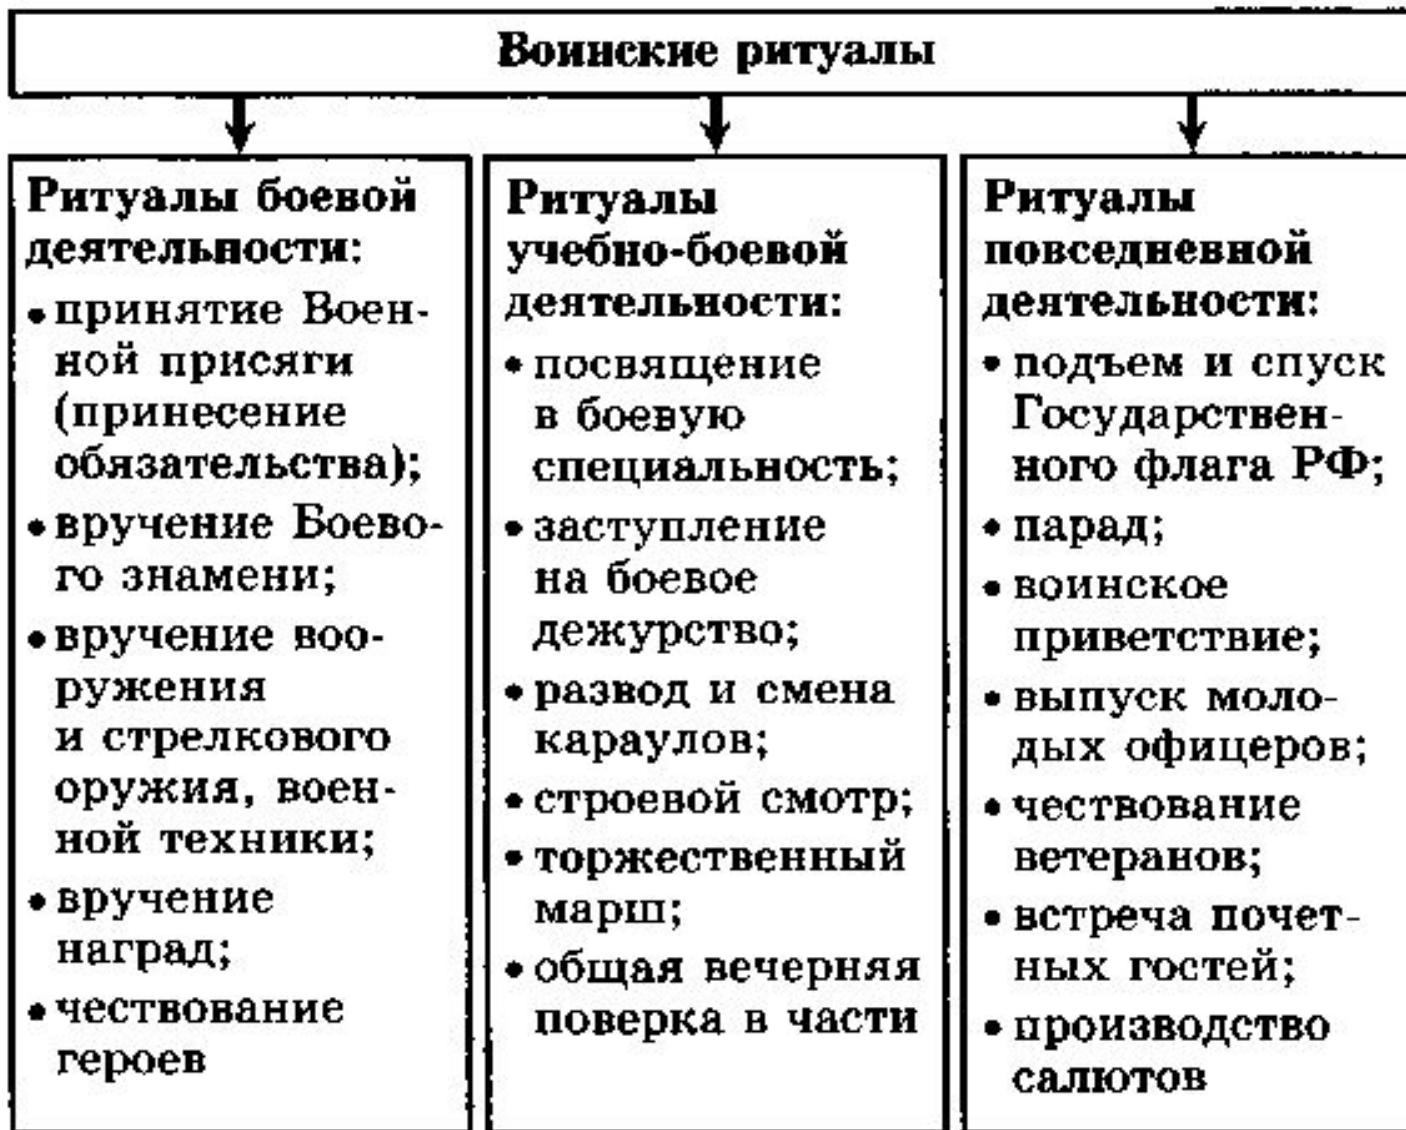 Воинские ритуалы
Ритуалы боевой
деятельности:
• принятие Воен-
ной присяги
(принесение
обязательства);
• вручение Боево-
го знамени;
• вручение воо-
ружения
и стрелкового
оружия, воен-
ной техники;
• вручение
наград;
• чествование
героев
Ритуалы
учебно-боевой
деятельности:
• посвящение
в боевую
специальность;
• заступление
на боевое
дежурство;
• развод и смена
караулов;
• строевой смотр;
• торжественный
марш;
• общая вечерняя
поверка в части
Ритуалы
повседневной
деятельности:
• подъем и спуск
Государствен-
ного флага РФ;
• парад;
• воинское
приветствие;
• выпуск моло-
дых офицеров;
• чествование
ветеранов;
• встреча почет-
ных гостей;
• производство
салютов